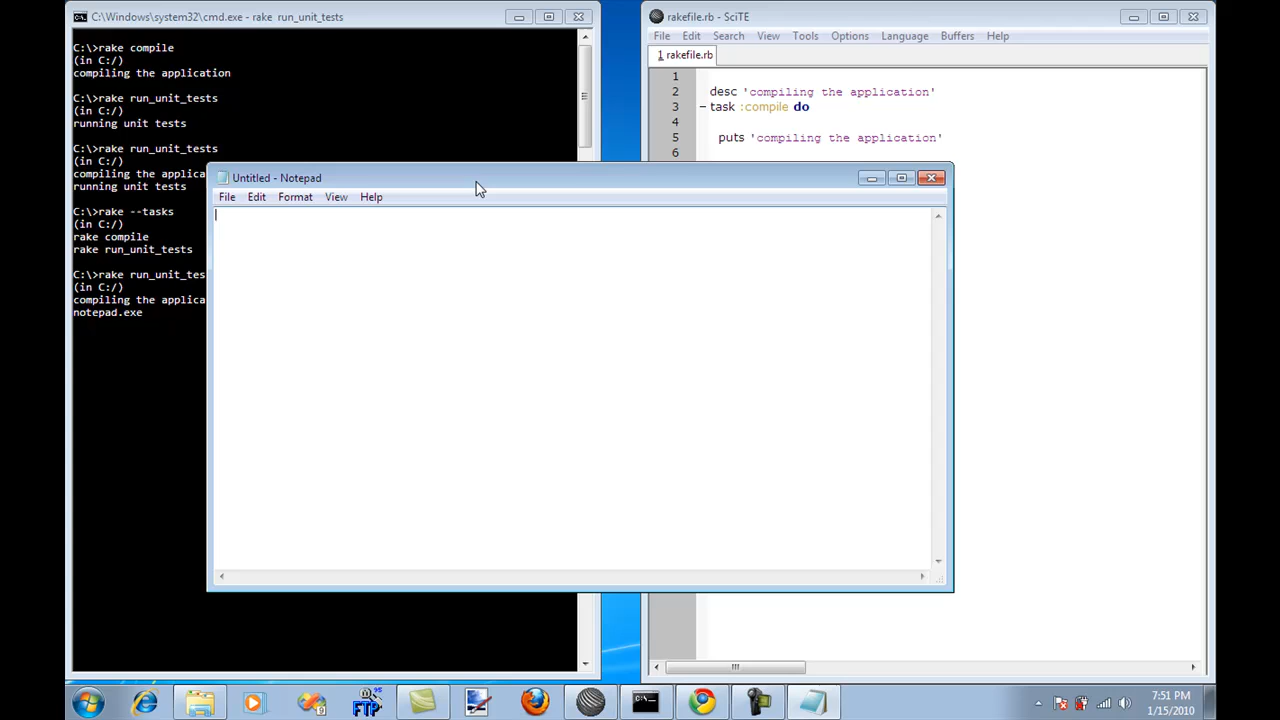 C:\Windows\system32\cmd.exe - rake  run_unit_tests
C:\>rake compile
(in C:/)
compiling the application
C:\>rake run_unit_tests
(in C:/)
running unit tests
C:\>rake run_unit_tests
(in C:/)
compiling the applica
running unit tests
C:\>rake --tasks
(in C:/)
rake compile
rake run_unit_tests
C:\>rake run_unit_tes
(in C:/)
compiling the applica
notepad.exe
rakefile.rb - SciTE
File Edit Search View Tools Options Language Buffers Help
1 rakefile.rb
1
2 desc 'compiling the application'
3 task :compile do
4
5 puts 'compiling the application'
6
Untitled - Notepad
File Edit Format View Help
FTP
7:51 PM
1/15/2010